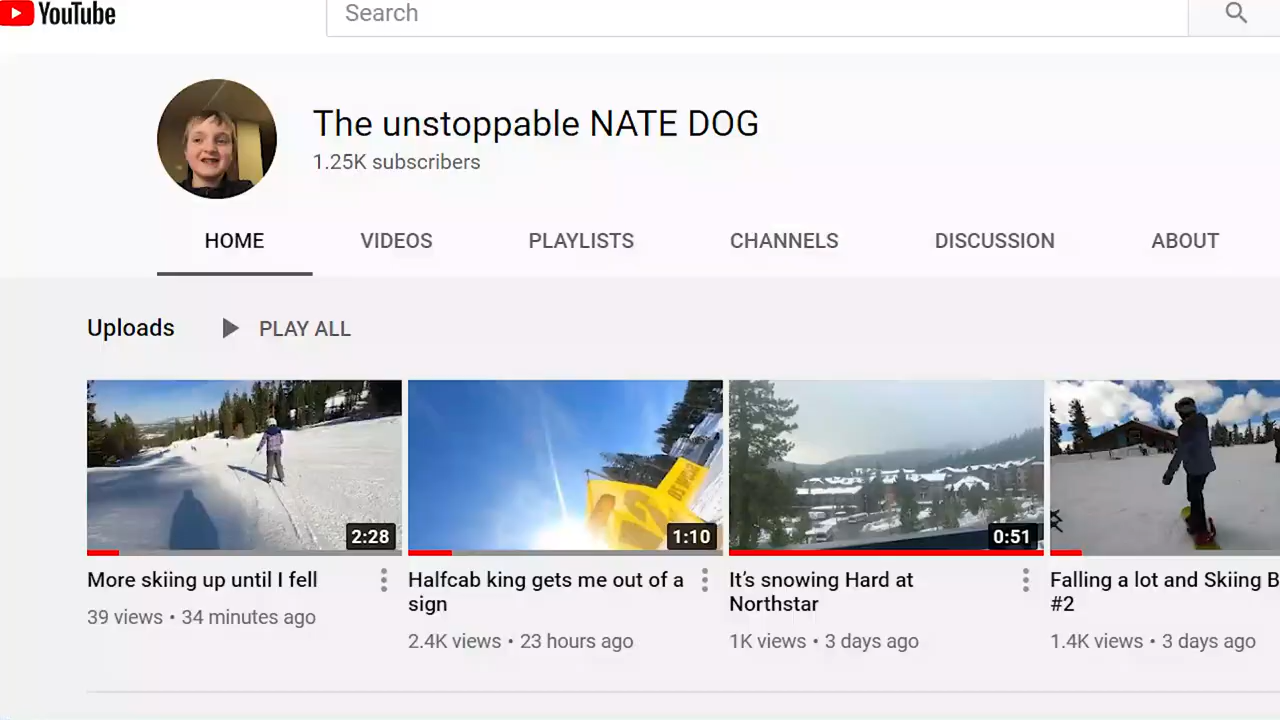 YouTube
Search
The unstoppable NATE DOG
1.25K subscribers
HOME VIDEOS PLAYLISTS CHANNELS DISCUSSION ABOUT
Uploads PLAY ALL
2:28 1:10 0:51
More skiing up until I fell
39 views • 34 minutes ago
Halfcab king gets me out of a
sign
2.4K views • 23 hours ago
It’s snowing Hard at
Northstar
1K views • 3 days ago
Falling a lot and Skiing B
#2
1.4K views • 3 days ago